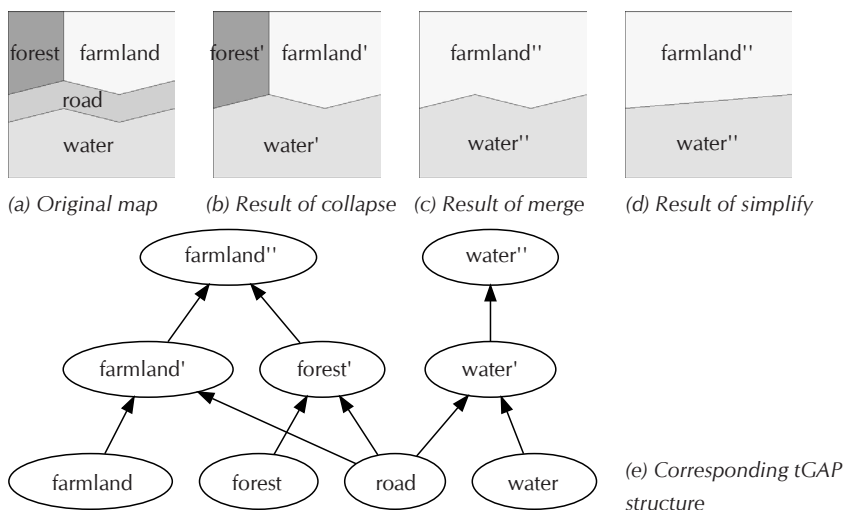 forest farmland
road
water
forest' farmland'
water'
farmland''
water''
farmland''
water''
(a) Original map
(b) Result of collapse
(c) Result of merge
(d) Result of simplify
farmland'' water''
farmland' forest' water'
farmland forest road water
(e) Corresponding tGAP
structure